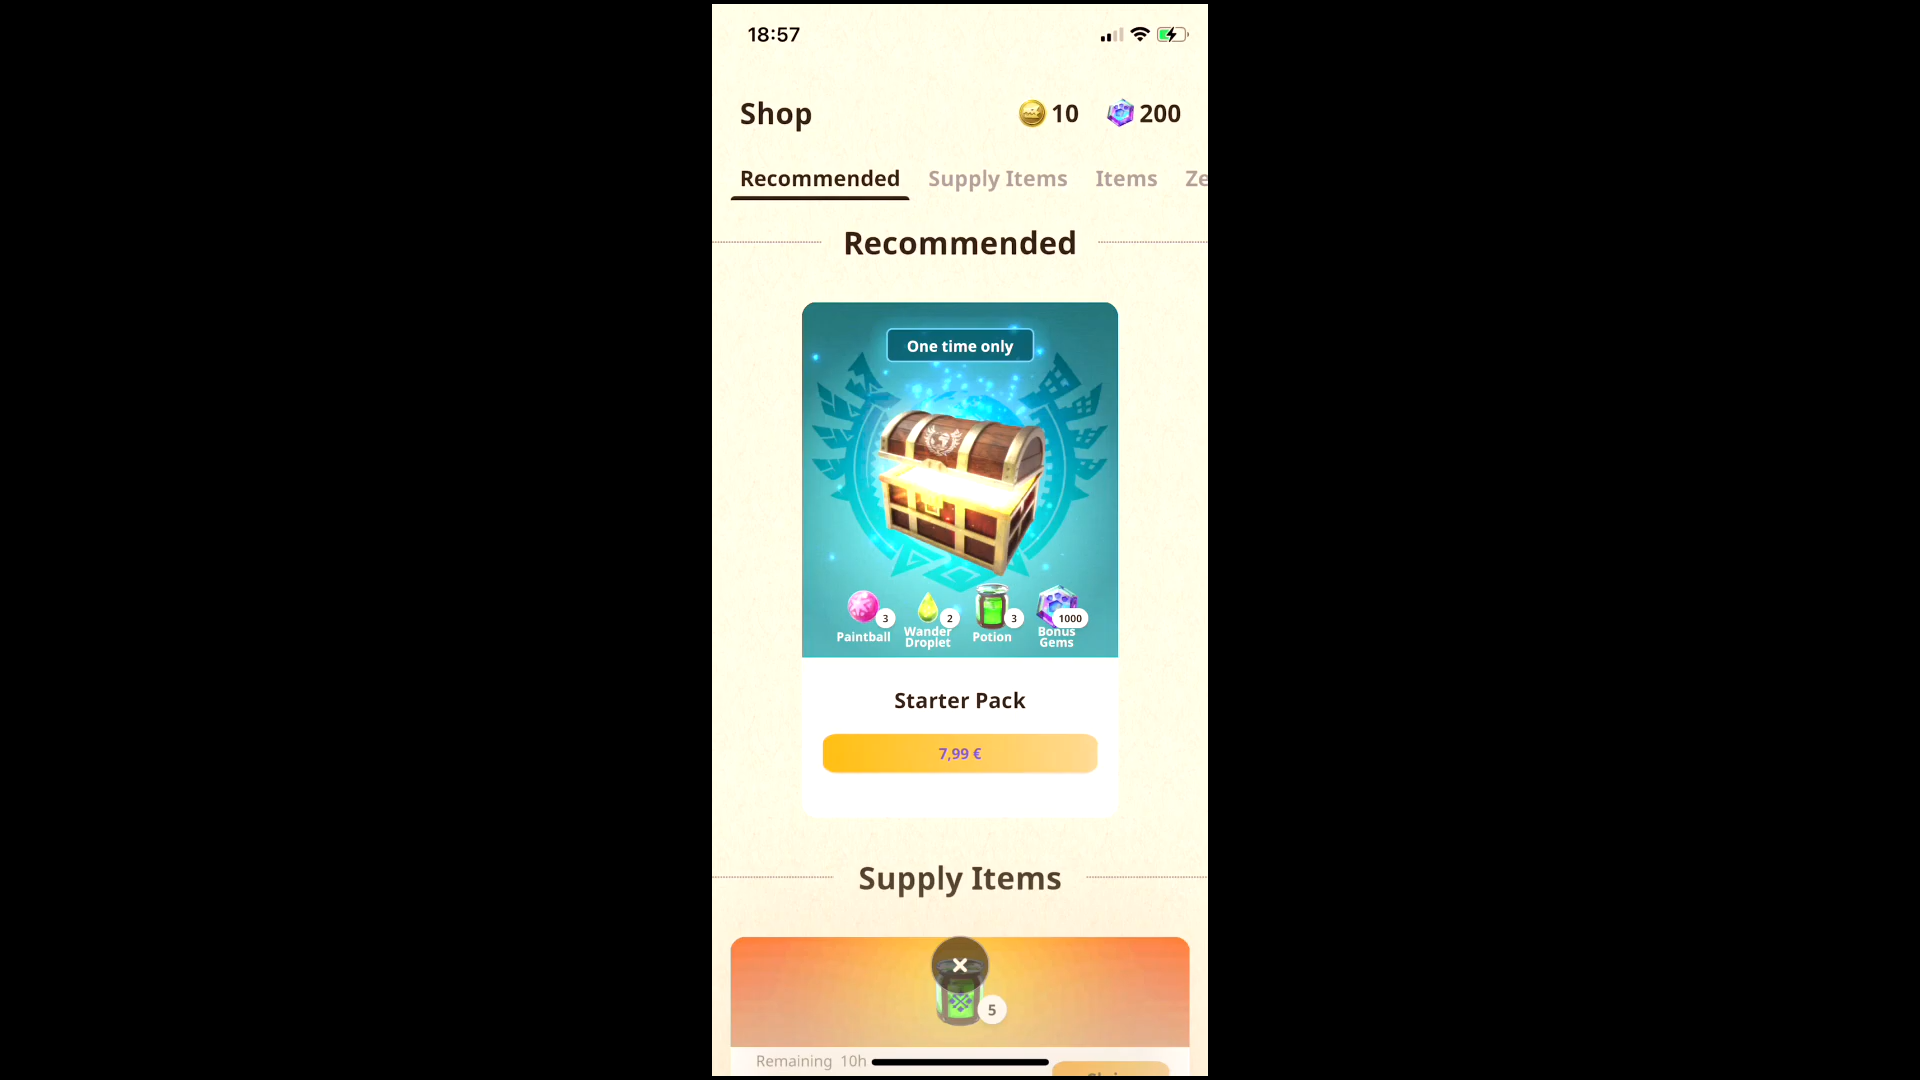 18:57
Shop
10
200
Recommended
Supply Items
Items
Ze
Recommended
One time only
3
2
3
1000
Paintball
Wander
Droplet
Potion
Bonus
Gems
Starter Pack
7,99 €
Supply Items
5
Remaining 10h